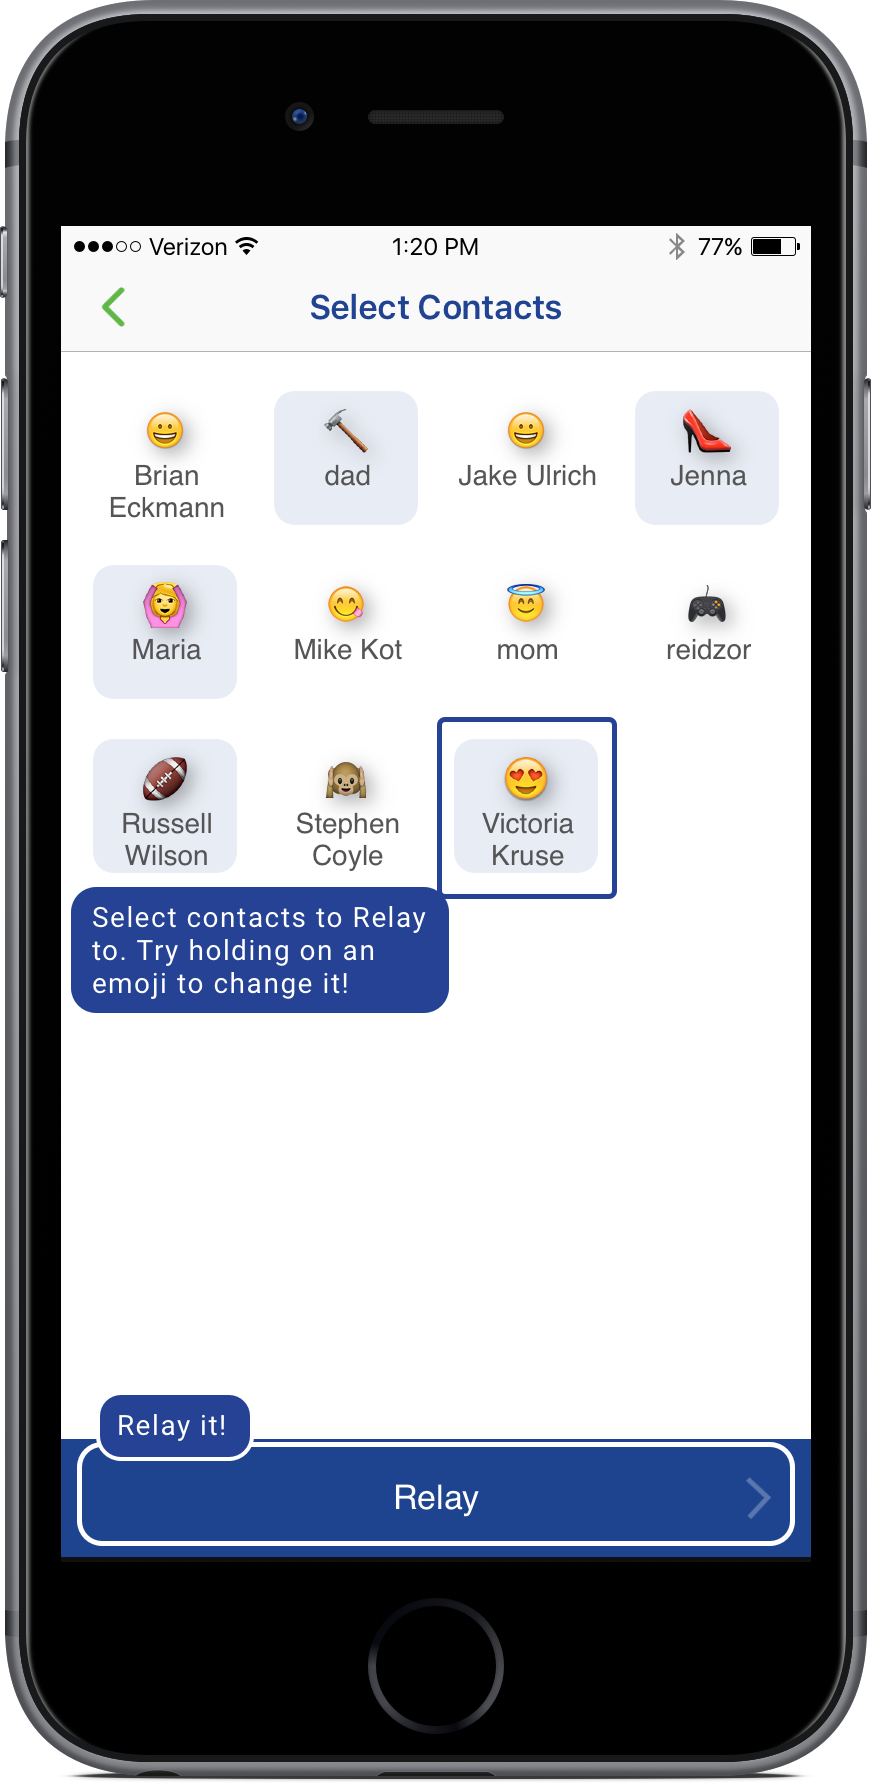 Verizon 1:20 PM 77%
Select Contacts
Brian
Eckmann
dad
Jake Ulrich
Jenna
Maria
Mike Kot
mom
reidzor
Russell
Wilson
Stephen
Coyle
Victoria
Kruse
Select contacts to Relay
to. Try holding on an
emoji to change it!
Relay it!
Relay